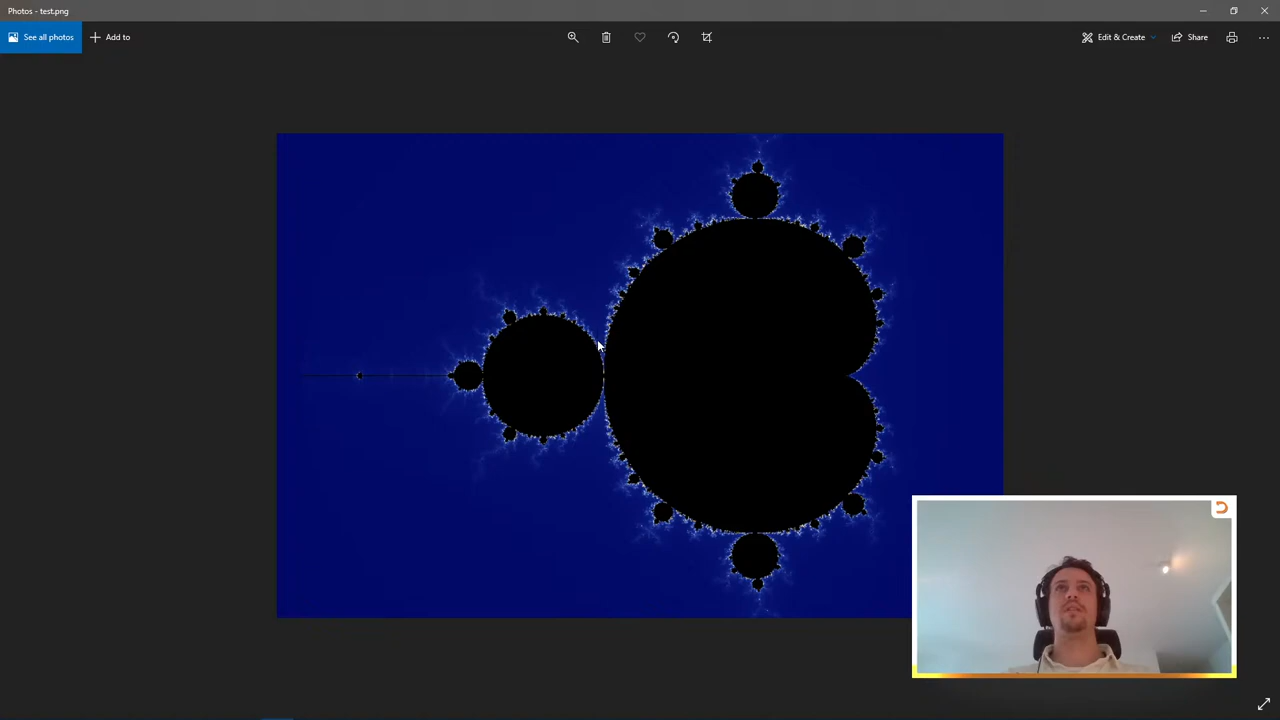 Photos - test.png
See all photos
Add to
Edit & Create
Share